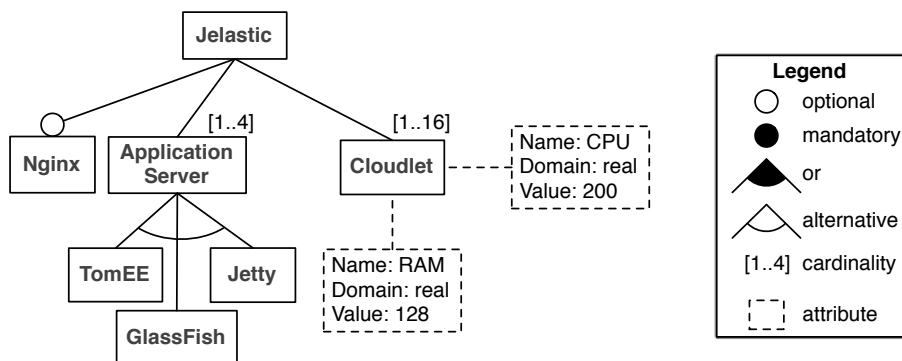 Jelastic
[1..4]
[1..16]
Nginx
Application
Server
Cloudlet
Name: CPU
Domain: real
Value: 200
TomEE
Jetty
GlassFish
Name: RAM
Domain: real
Value: 128
Legend
optional
mandatory
or
alternative
[1..4] cardinality
attribute